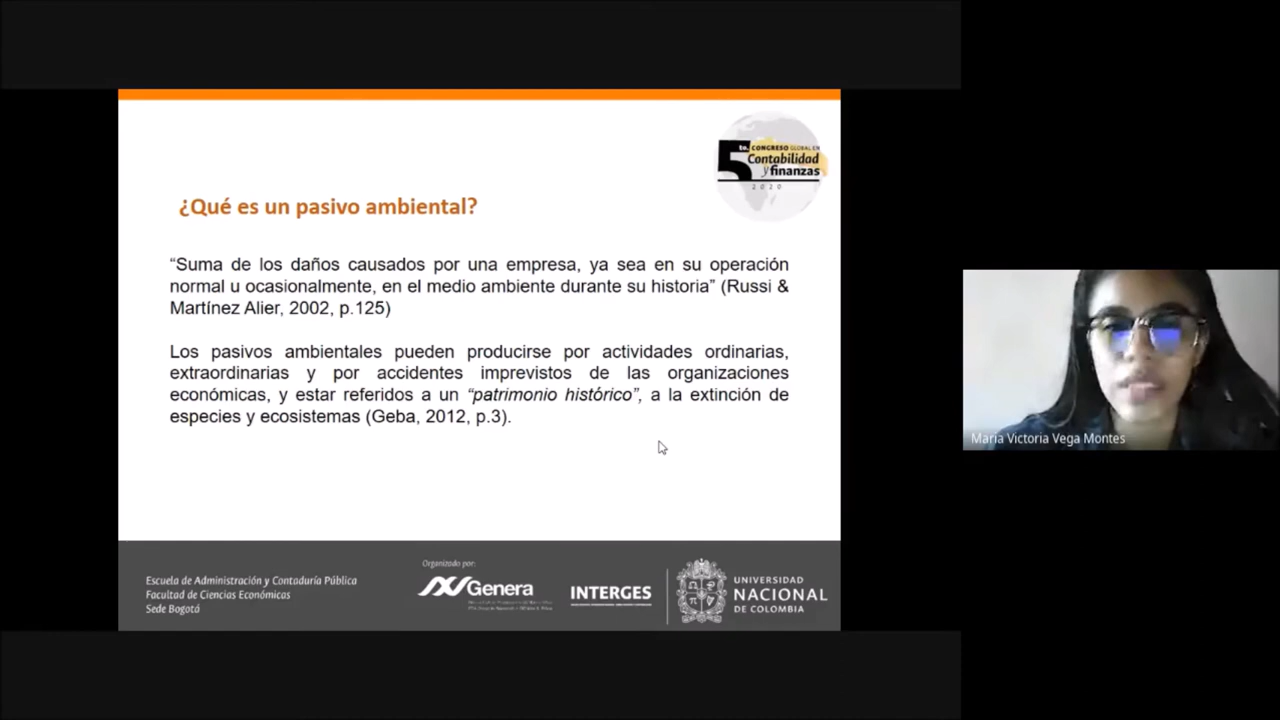 5to. CONGRESO GLOBAL EN
Contabilidad
y finanzas
2020
¿Qué es un pasivo ambiental?
“Suma de los daños causados por una empresa, ya sea en su operación
normal u ocasionalmente, en el medio ambiente durante su historia” (Russi &
Martínez Alier, 2002, p.125)
Los pasivos ambientales pueden producirse por actividades ordinarias,
extraordinarias y por accidentes imprevistos de las organizaciones
económicas, y estar referidos a un “patrimonio histórico”, a la extinción de
especies y ecosistemas (Geba, 2012, p.3).
Maria Victoria Vega Montes
Escuela de Administración y Contaduría Pública
Facultad de Ciencias Económicas
Sede Bogotá
Organizado por:
Genera
INTERGES
UNIVERSIDAD
NACIONAL
DE COLOMBIA